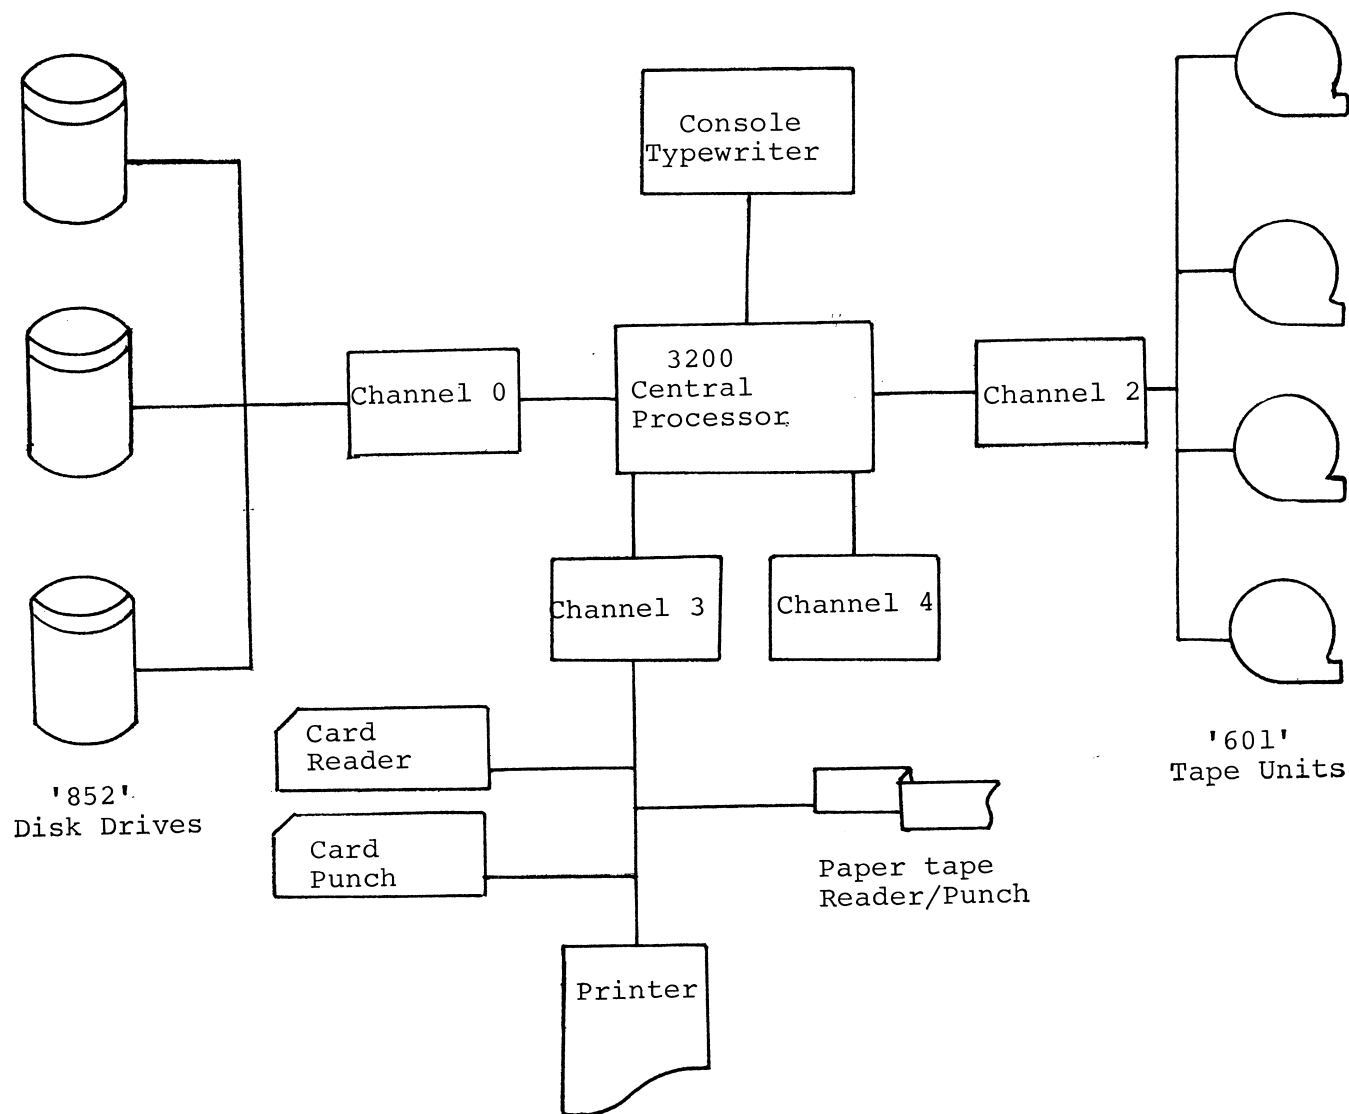 Console
Typewriter
3200
Central
Processor
Channel 0
Channel 2
Channel 3
Channel 4
Card
Reader
Card
Punch
Printer
Paper tape
Reader/Punch
'852'
Disk Drives
'601'
Tape Units